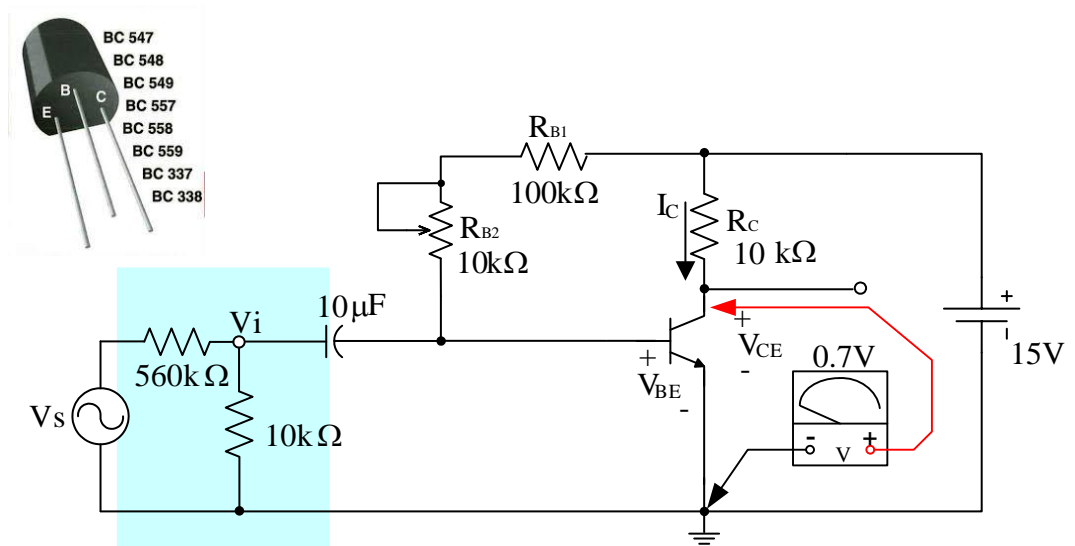 BC 547
BC 548
BC 549
BC 557
BC 558
BC 559
BC 337
BC 338
E
B
C
RB1
100kΩ
RB2
10kΩ
IC
RC
10 kΩ
10μF
Vi
560kΩ
Vs
10kΩ
+
VBE
-
+
VCE
-
0.7V
-
+
V
+
-
15V